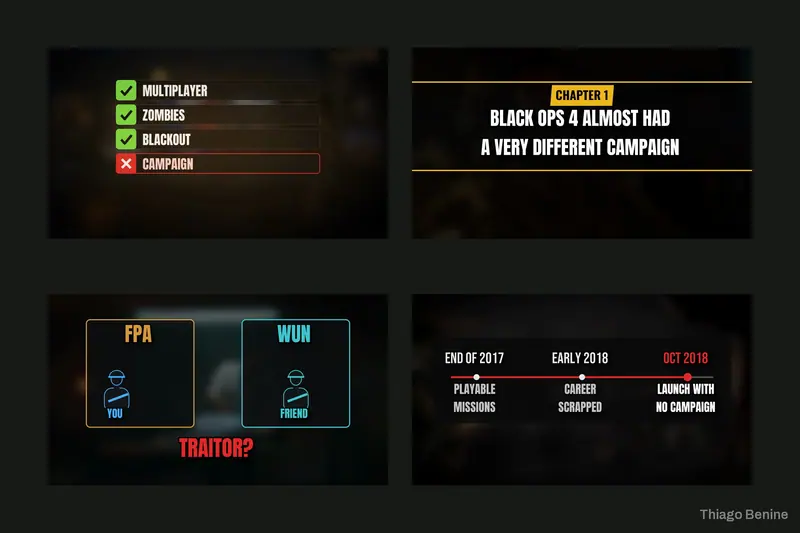 MULTIPLAYER
ZOMBIES
BLACKOUT
CAMPAIGN
CHAPTER 1
BLACK OPS 4 ALMOST HAD
A VERY DIFFERENT CAMPAIGN
FPA
YOU
WUN
FRIEND
TRAITOR?
END OF 2017
PLAYABLE
MISSIONS
EARLY 2018
CAREER
SCRAPPED
OCT 2018
LAUNCH WITH
NO CAMPAIGN
Thiago Benine